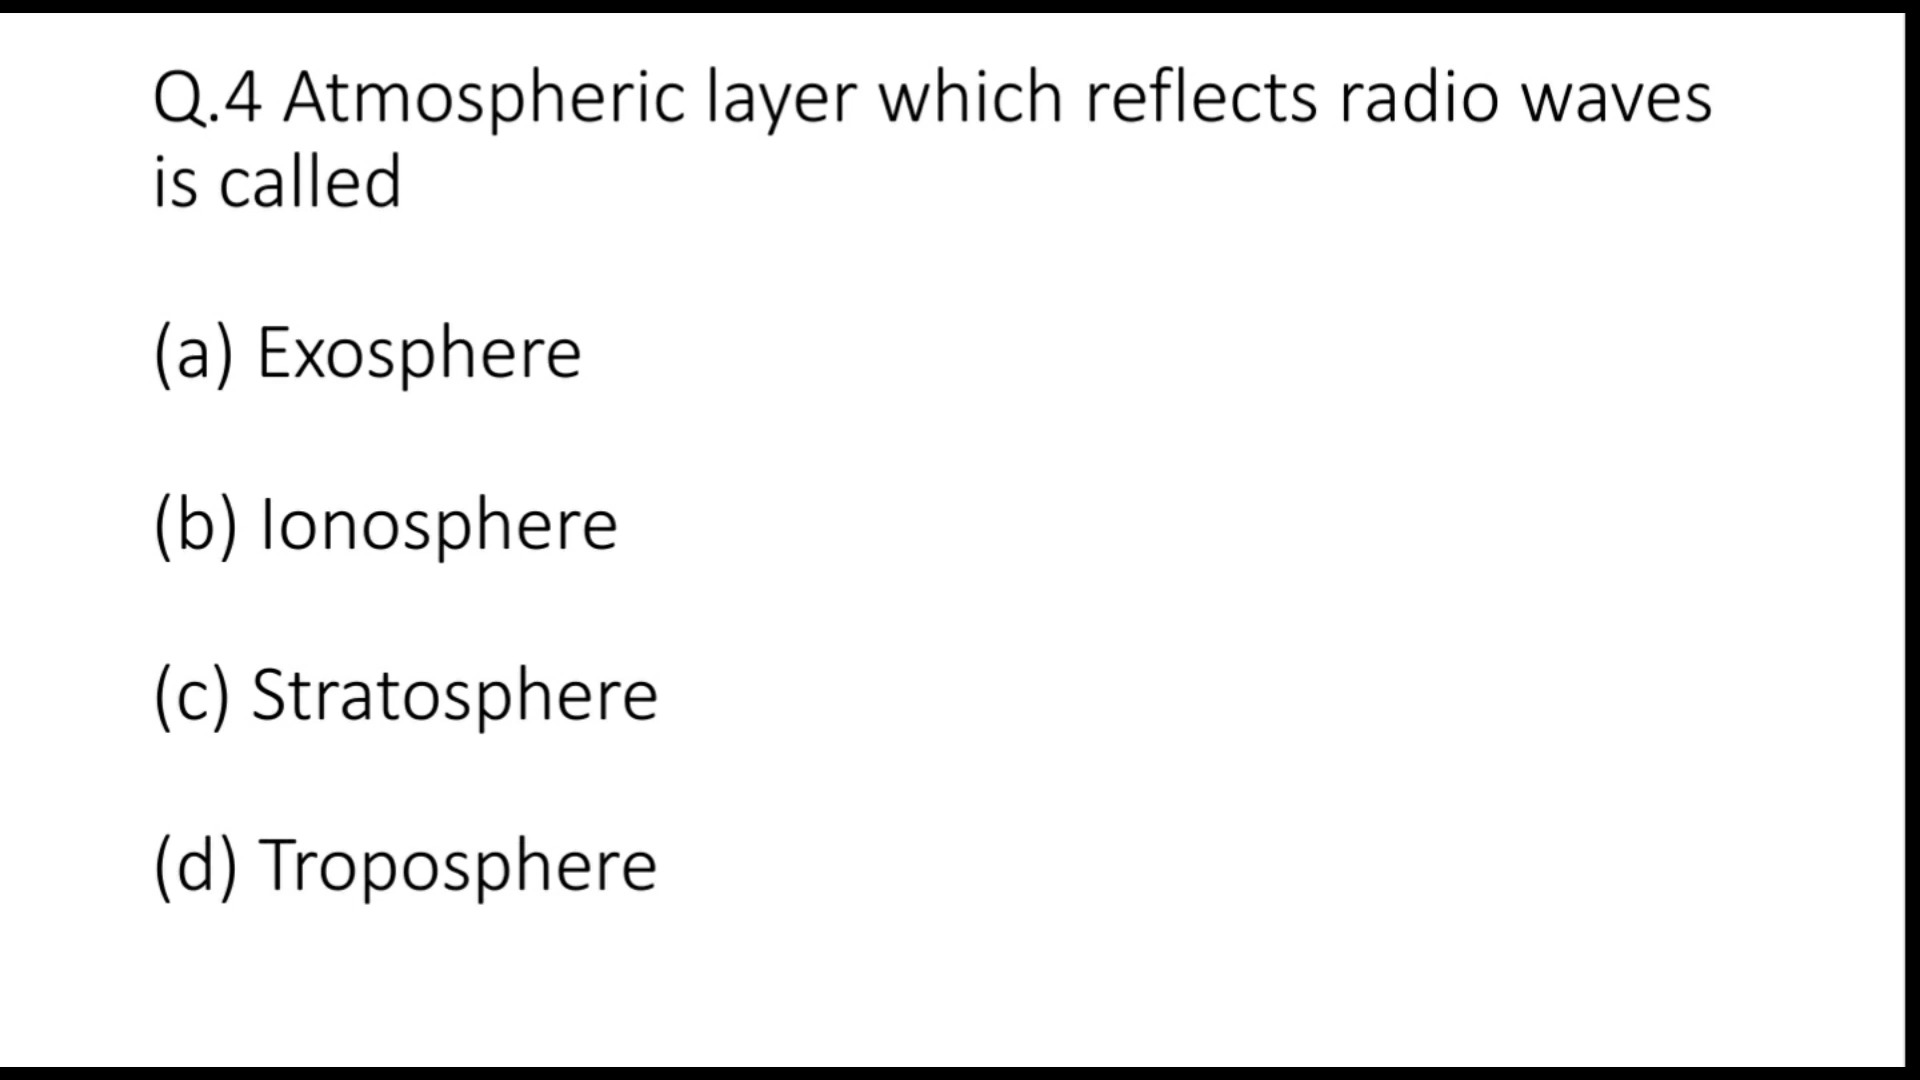 Q.4 Atmospheric layer which reflects radio waves
is called
(a) Exosphere
(b) Ionosphere
(c) Stratosphere
(d) Troposphere